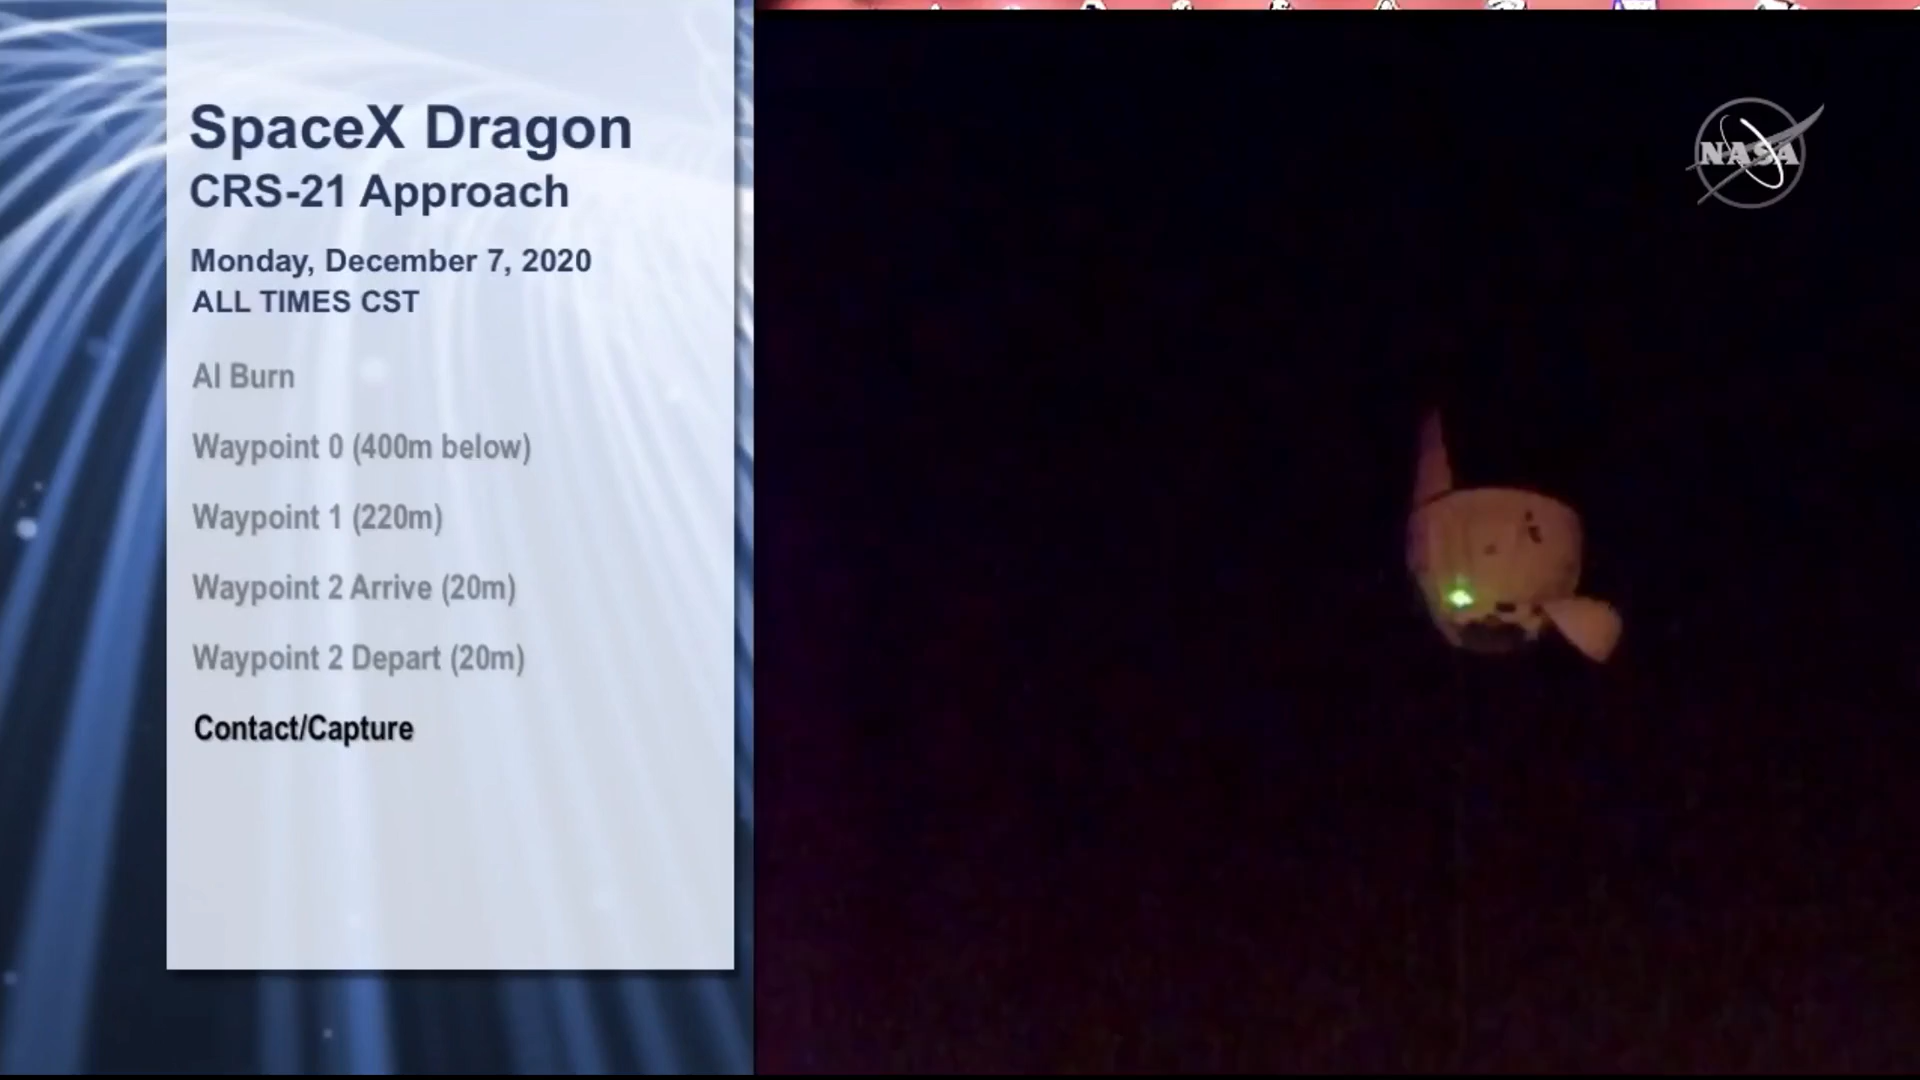 SpaceX Dragon
CRS-21 Approach
Monday, December 7, 2020
ALL TIMES CST
AI Burn
Waypoint 0 (400m below)
Waypoint 1 (220m)
Waypoint 2 Arrive (20m)
Waypoint 2 Depart (20m)
Contact/Capture
NASA